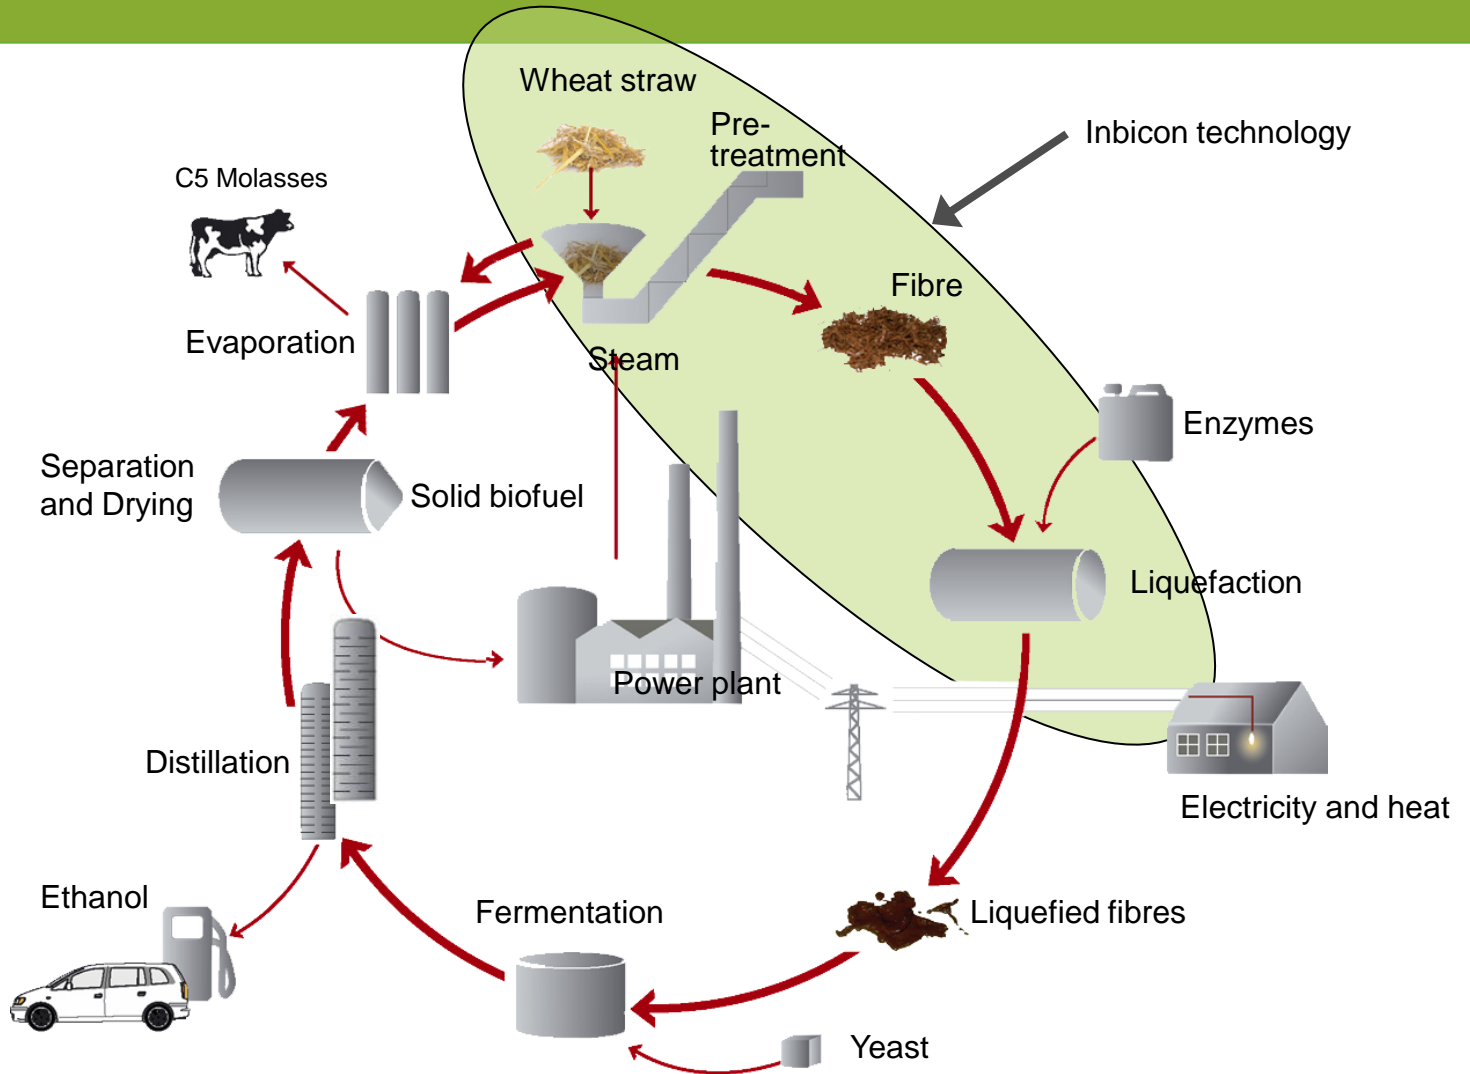 Wheat straw
Pre-
treatment
Inbicon technology
C5 Molasses
Fibre
Evaporation
Steam
Enzymes
Separation
and Drying
Solid biofuel
Liquefaction
Power plant
Distillation
Electricity and heat
Ethanol
Fermentation
Liquefied fibres
Yeast